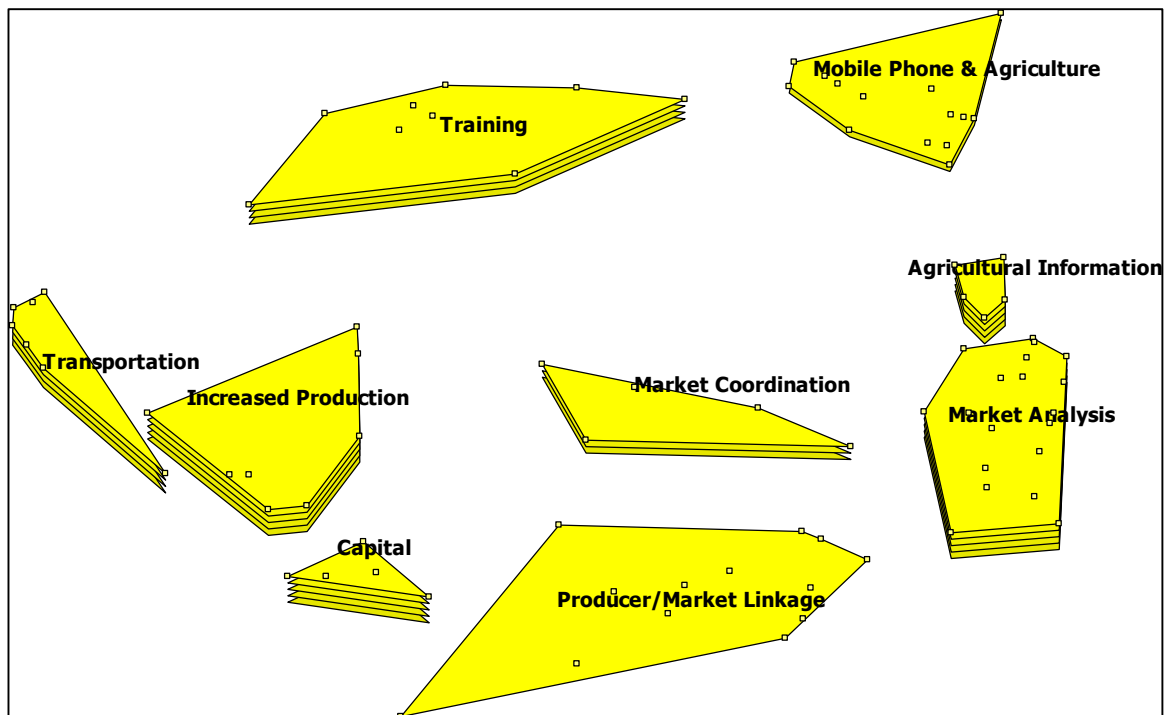 Mobile Phone & Agriculture
Training
Agricultural Information
Transportation
Increased Production
Market Coordination
Market Analysis
Capital
Producer/Market Linkage